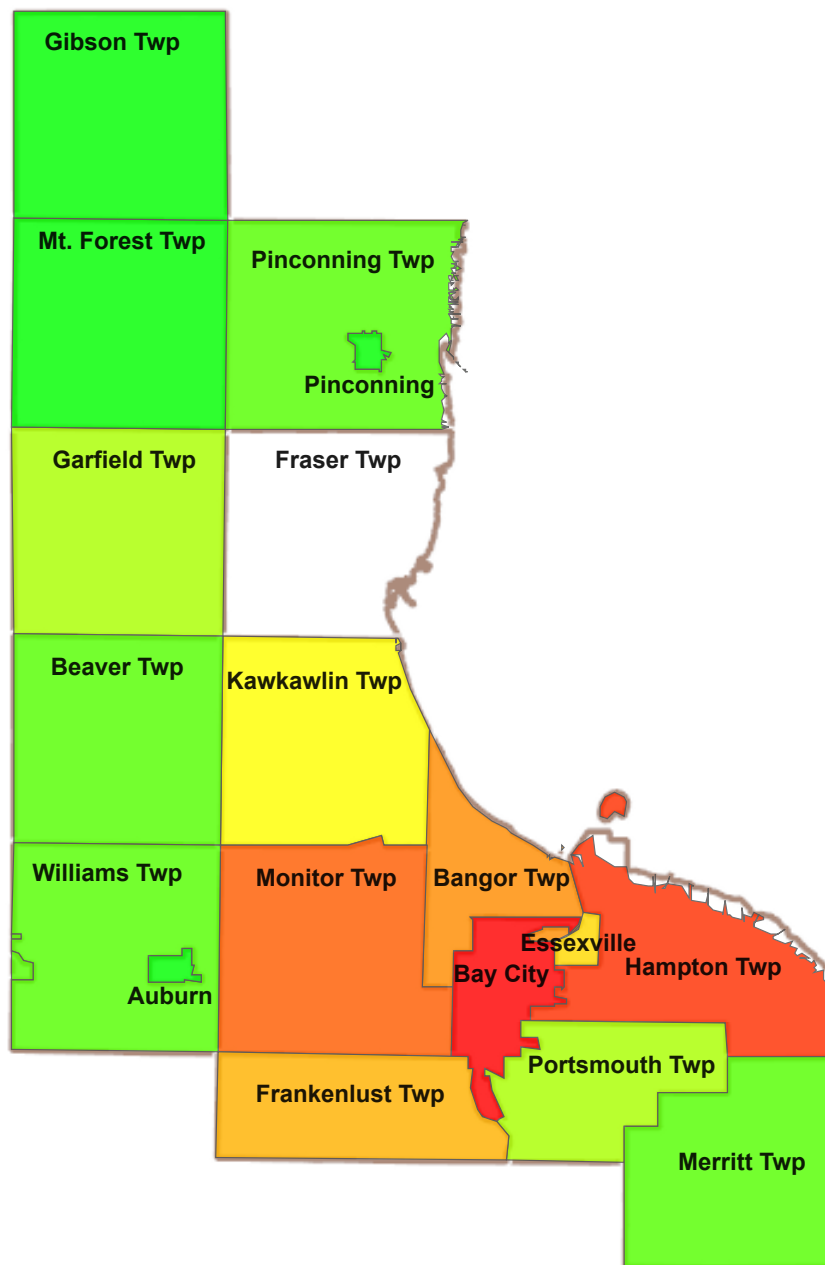 Gibson Twp
Mt. Forest Twp
Pinconning Twp
Pinconning
Garfield Twp
Fraser Twp
Beaver Twp
Kawkawlin Twp
Williams Twp
Monitor Twp
Bangor Twp
Essexville
Bay City
Hampton Twp
Auburn
Portsmouth Twp
Frankenlust Twp
Merritt Twp